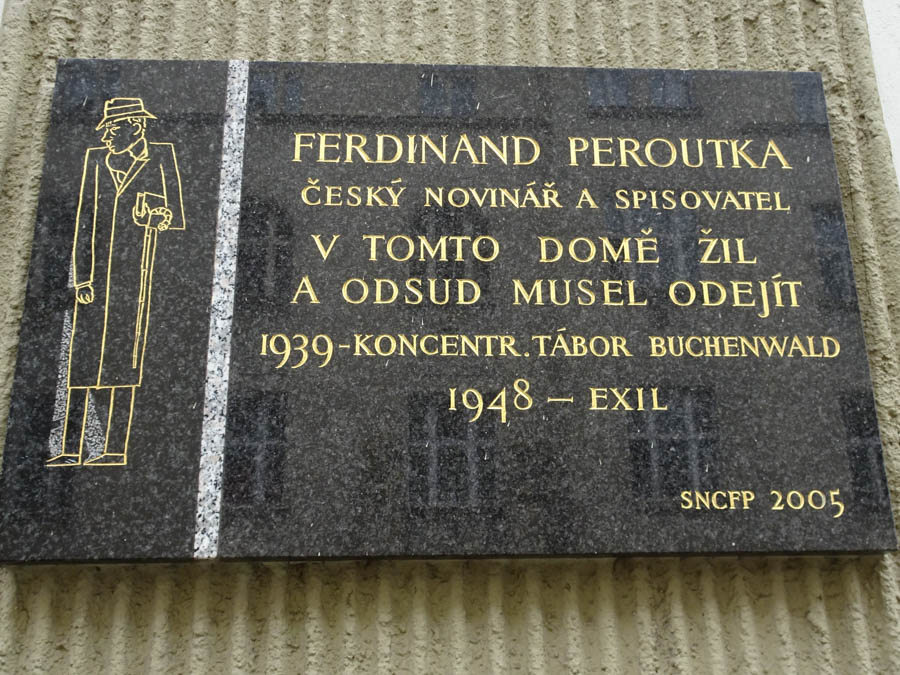 FERDINAND PEROUTKA
ČESKÝ NOVINÁŘ A SPISOVATEL
V TOMTO DOMĚ ŽIL
A ODSUD MUSEL ODEJÍT
1939-KONCENTR. TÁBOR BUCHENWALD
1948 – EXIL
SNCFP 2005